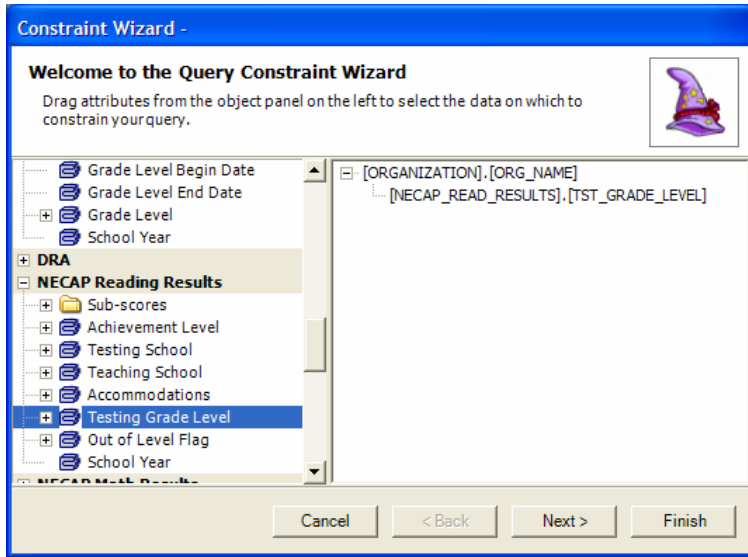 Constraint Wizard -
Welcome to the Query Constraint Wizard
Drag attributes from the object panel on the left to select the data on which to
constrain your query.
Grade Level Begin Date
Grade Level End Date
Grade Level
School Year
DRA
NECAP Reading Results
Sub-scores
Achievement Level
Testing School
Teaching School
Accommodations
Testing Grade Level
Out of Level Flag
School Year
NECAP Math Results
[ORGANIZATION].[ORG_NAME]
[NECAP_READ_RESULTS].[TST_GRADE_LEVEL]
Cancel
< Back
Next >
Finish